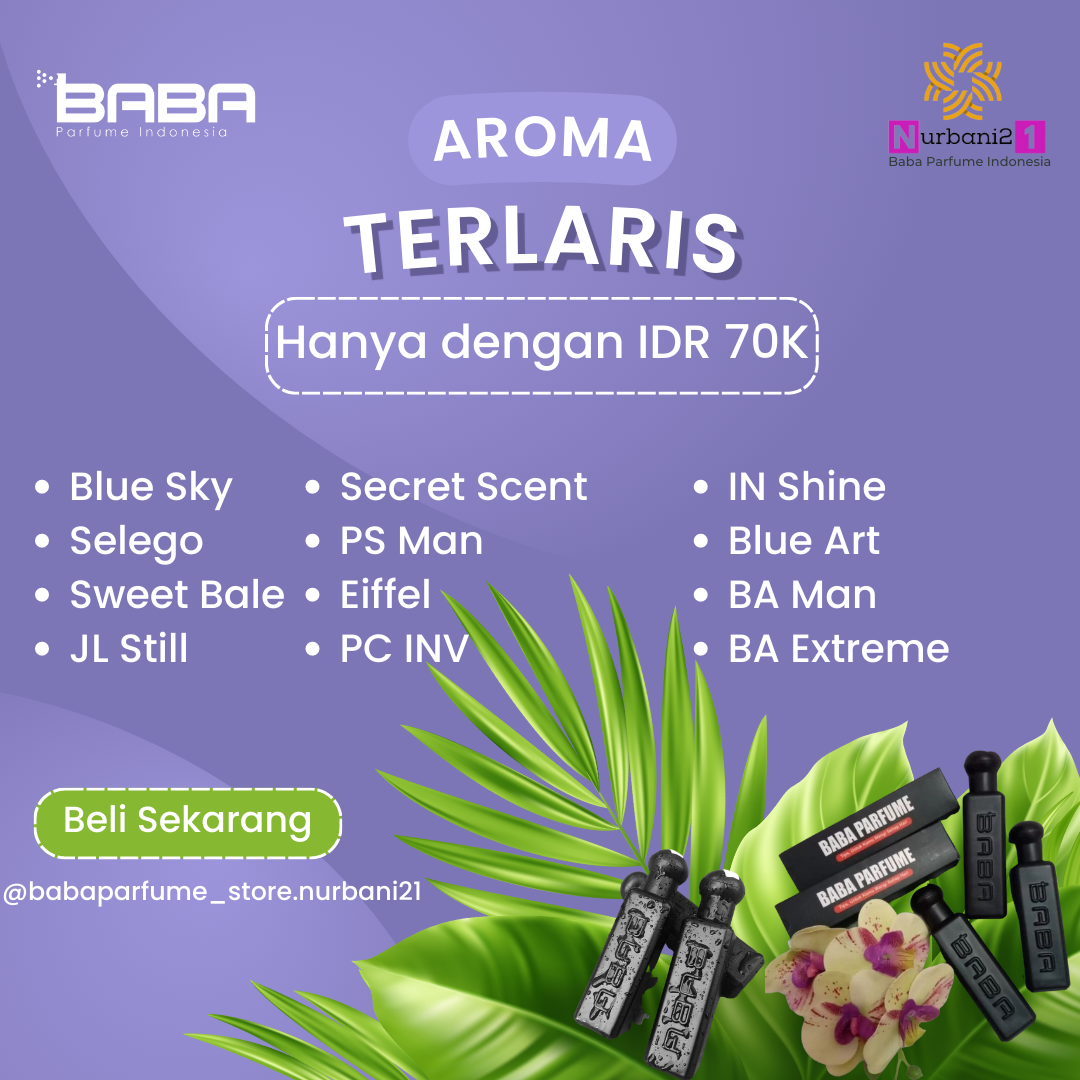 BABA
Parfume Indonesia
Nurbani21
Baba Parfume Indonesia
AROMA
TERLARIS
Hanya dengan IDR 70K
Blue Sky
Selego
Sweet Bale
JL Still
Secret Scent
PS Man
Eiffel
PC INV
IN Shine
Blue Art
BA Man
BA Extreme
Beli Sekarang
@babaparfume_store.nurbani21
BABA PARFUME
BABA PARFUME
BABA
BABA
BABA
BABA
BABA